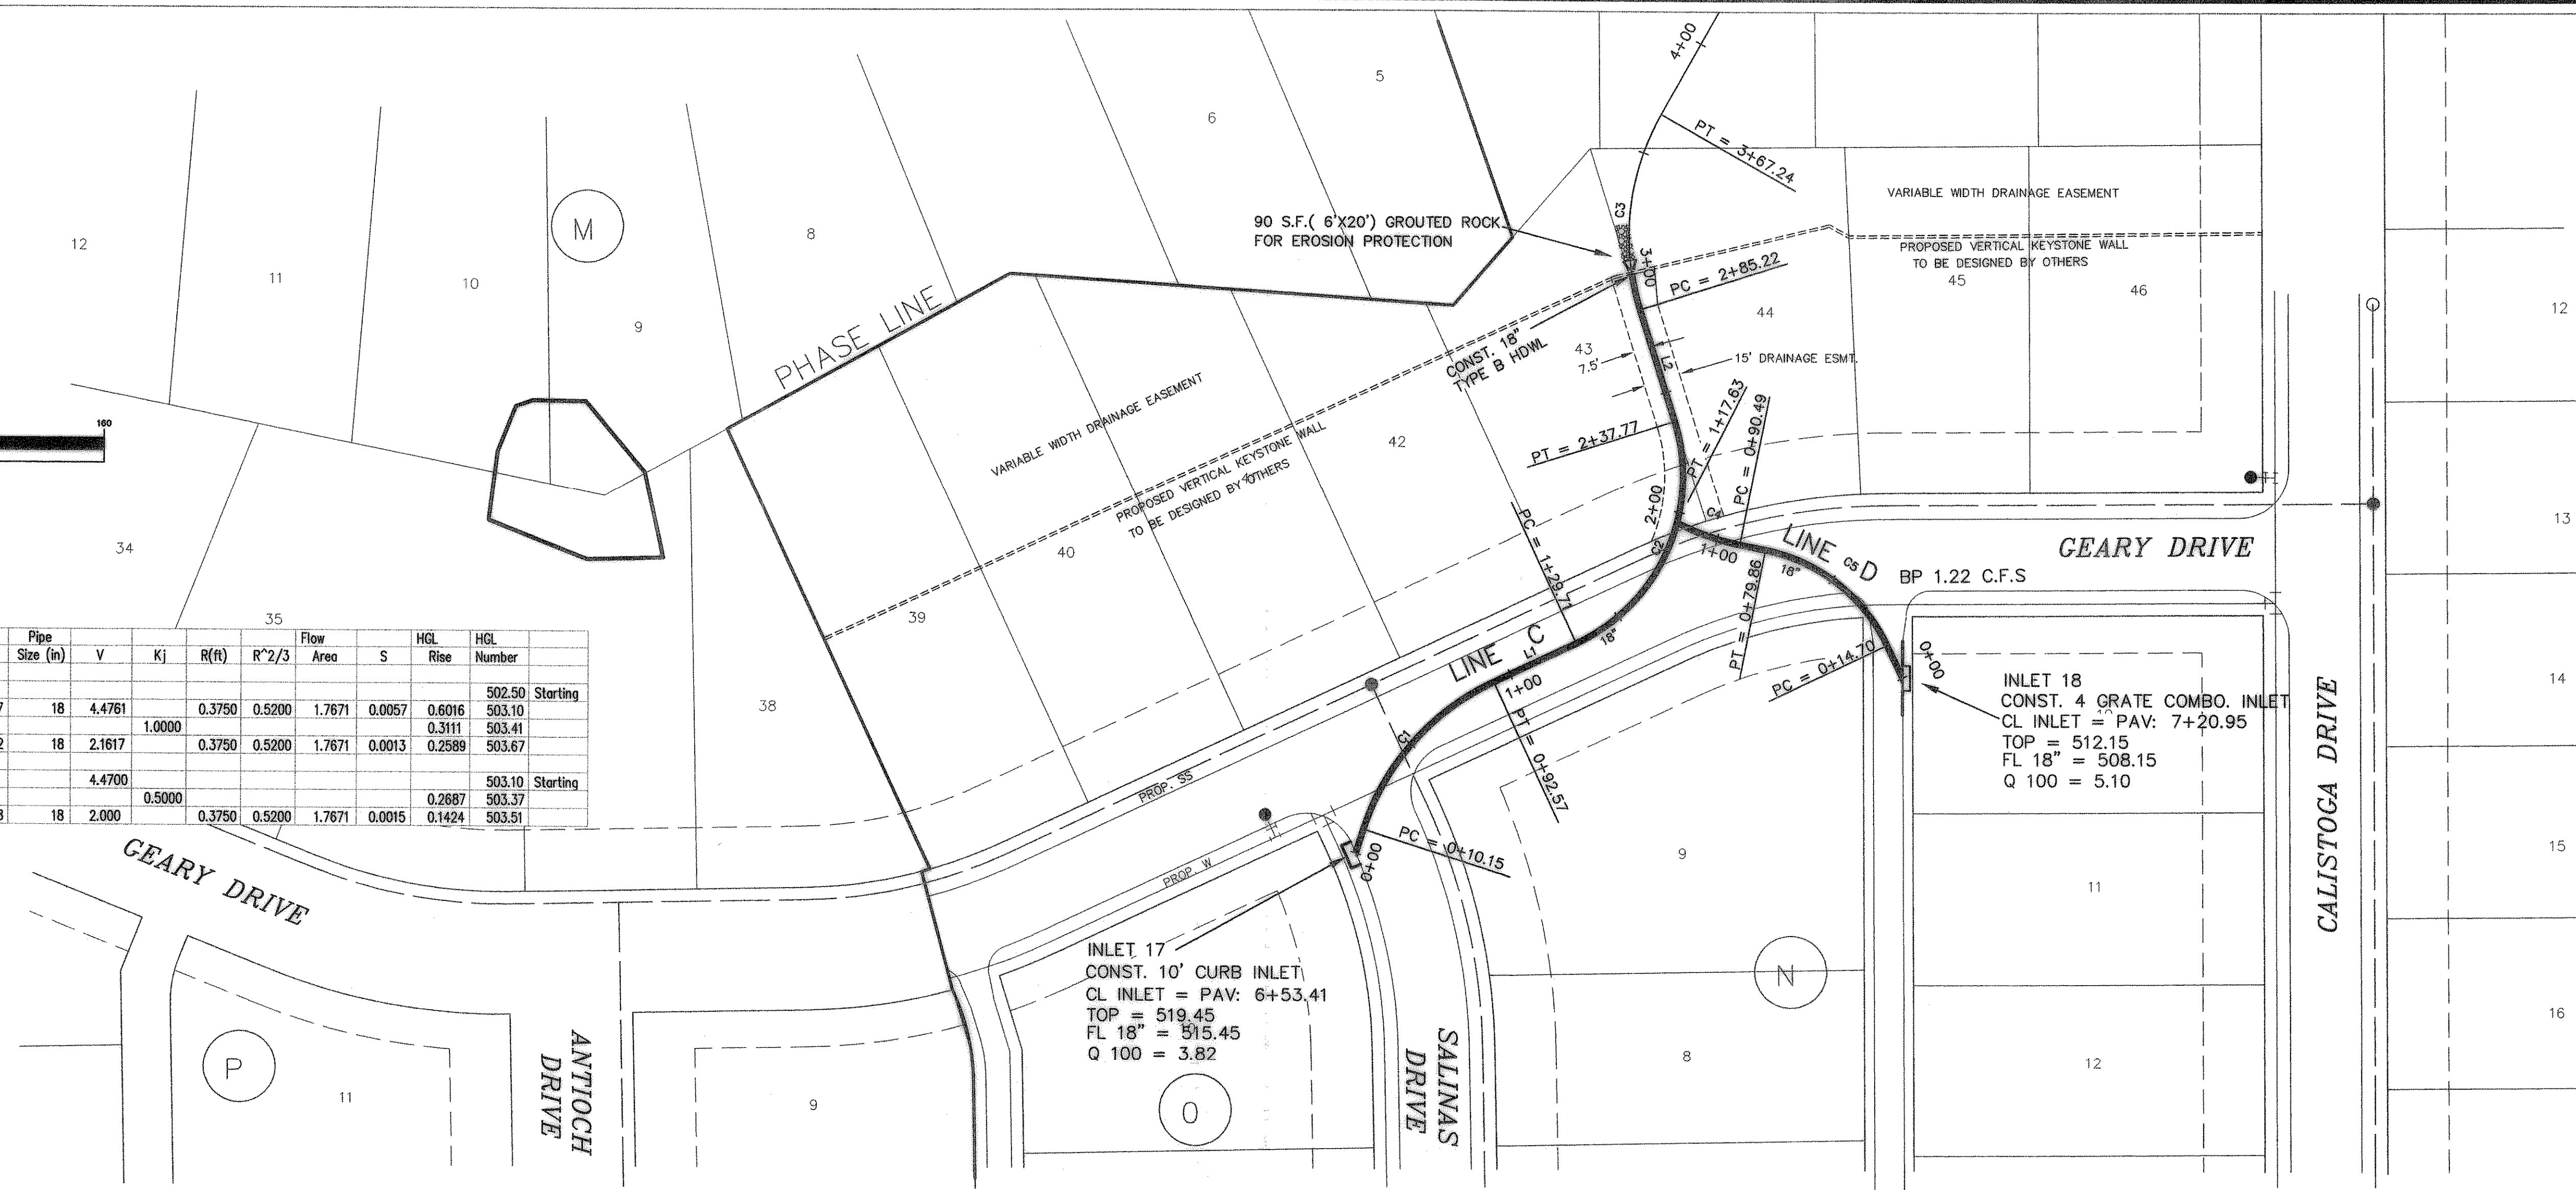 4+00
5
6
PT = 3+67.24
VARIABLE WIDTH DRAINAGE EASEMENT
C3
90 S.F.( 6'X20') GROUTED ROCK
FOR EROSION PROTECTION
12
M
8
11
10
9
PROPOSED VERTICAL KEYSTONE WALL
TO BE DESIGNED BY OTHERS
45
46
3+00
PC = 2+85.22
44
12
PHASE LINE
CONST. 18"
TYPE B HDWL
43
7.5'
L2
15' DRAINAGE ESMT.
160
VARIABLE WIDTH DRAINAGE EASEMENT
PROPOSED VERTICAL KEYSTONE WALL
TO BE DESIGNED BY OTHERS
42
PT = 2+37.77
PT = 1+17.63
PC = 0+90.49
34
40
PC = 1+29.71
2+00
C2
C4
1+00
LINE D
C5
18"
GEARY DRIVE
13
BP 1.22 C.F.S
35
39
38
PT = 0+79.86
PC = 0+14.70
0+00
18"
LINE C
L1
1+00
C1
PT = 0+92.57
INLET 18
CONST. 4 GRATE COMBO. INLET
CL INLET = PAV: 7+20.95
TOP = 512.15
FL 18" = 508.15
Q 100 = 5.10
14
CALISTOGA DRIVE
Pipe Flow HGL HGL
Size (in) V Kj R(ft) R^2/3 Area S Rise Number
502.50 Starting
7 18 4.4761 0.3750 0.5200 1.7671 0.0057 0.6016 503.10
1.0000 0.3111 503.41
2 18 2.1617 0.3750 0.5200 1.7671 0.0013 0.2589 503.67
4.4700 503.10 Starting
0.5000 0.2687 503.37
3 18 2.000 0.3750 0.5200 1.7671 0.0015 0.1424 503.51
PROP. SS
PROP. W
PC = 0+10.15
0+00
GEARY DRIVE
9
11
15
INLET 17
CONST. 10' CURB INLET
CL INLET = PAV: 6+53.41
TOP = 519.45
FL 18" = 515.45
Q 100 = 3.82
N
16
P
11
ANTIOCH
DRIVE
9
O
SALINAS
DRIVE
8
12